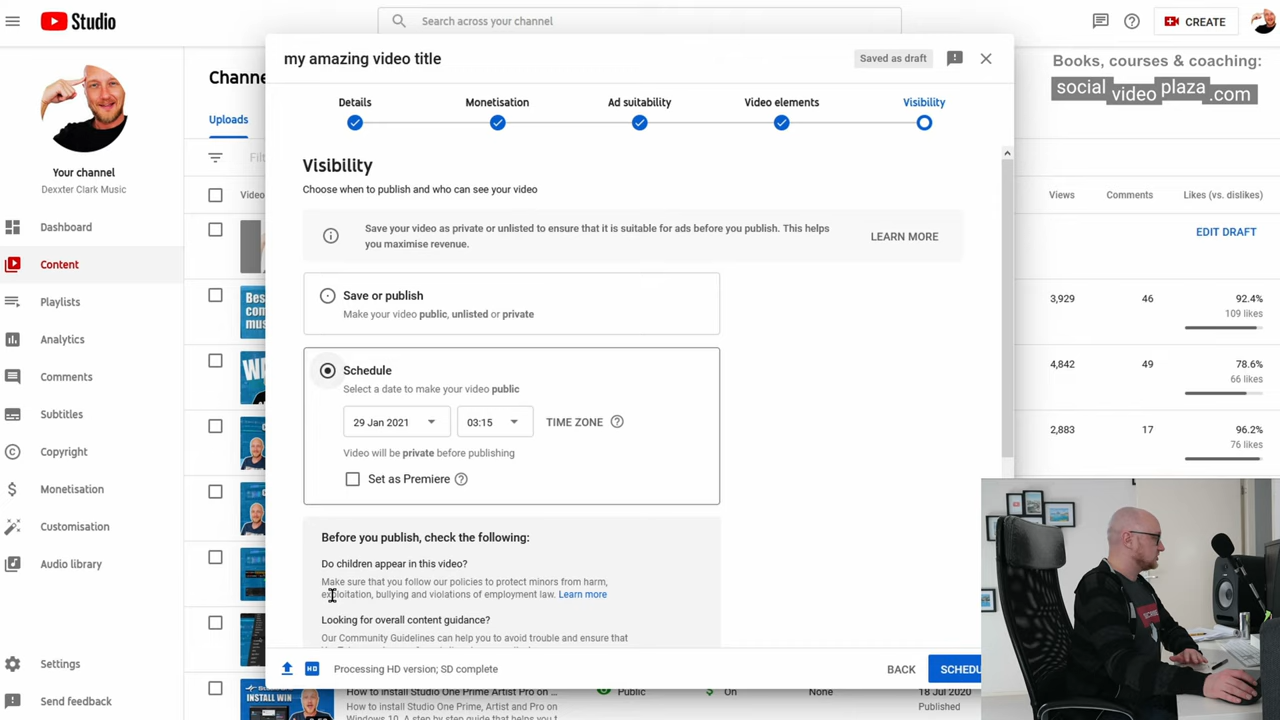 Studio
Search across your channel
CREATE
my amazing video title
Saved as draft
Books, courses & coaching:
social video plaza .com
Details
Monetisation
Ad suitability
Video elements
Visibility
Your channel
Dexxter Clark Music
Dashboard
Content
Playlists
Analytics
Comments
Subtitles
Copyright
Monetisation
Customisation
Audio library
Settings
Send feedback
Uploads
Visibility
Choose when to publish and who can see your video
Save your video as private or unlisted to ensure that it is suitable for ads before you publish. This helps
you maximise revenue.
LEARN MORE
Save or publish
Make your video public, unlisted or private
Schedule
Select a date to make your video public
29 Jan 2021
03:15
TIME ZONE
Video will be private before publishing
Set as Premiere
Before you publish, check the following:
Do children appear in this video?
Make sure that you follow our policies to protect minors from harm,
exploitation, bullying and violations of employment law. Learn more
Looking for overall content guidance?
Our Community Guidelines can help you to avoid trouble and ensure that
HD
Processing HD version; SD complete
BACK
SCHEDU
Views
Comments
Likes (vs. dislikes)
EDIT DRAFT
3,929
46
92.4%
109 likes
4,842
49
78.6%
66 likes
2,883
17
96.2%
76 likes
INSTALL WIN
How to install Studio One Prime Artist Pro on ...
How to install Studio One Prime, Artist and Pro on
Public
$ On
None
18 Jul 2020
Published